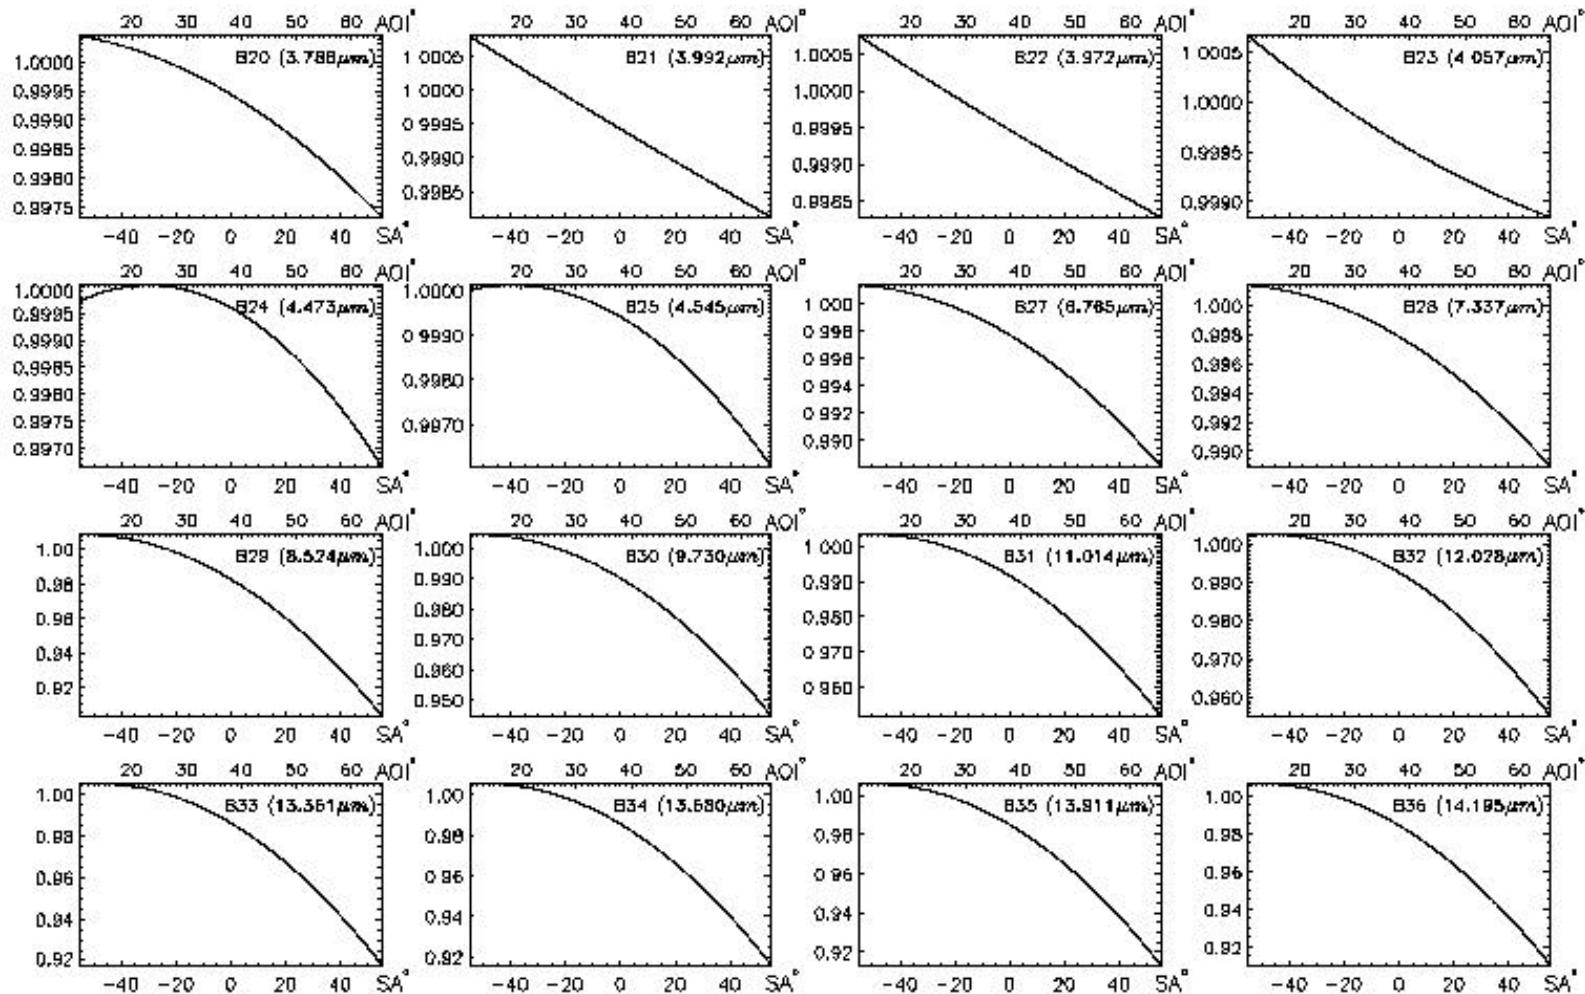 20 30 40 50 60 AOI° 20 30 40 50 60 AOI° 20 30 40 50 60 AOI° 20 30 40 50 60 AOI°
B20 (3.788μm) B21 (3.992μm) B22 (3.972μm) B23 (4.057μm)
1.0000 1.0005 1.0005 1.0005
0.9995 1.0000 1.0000 1.0000
0.9990 0.9995 0.9995 0.9995
0.9985 0.9990 0.9990 0.9990
0.9980 0.9985 0.9985
0.9975
-40 -20 0 20 40 SA° -40 -20 0 20 40 SA° -40 -20 0 20 40 SA° -40 -20 0 20 40 SA°
20 30 40 50 60 AOI° 20 30 40 50 60 AOI° 20 30 40 50 60 AOI° 20 30 40 50 60 AOI°
B24 (4.473μm) B25 (4.545μm) B27 (6.765μm) B28 (7.337μm)
1.0000 1.0000 1.000 1.000
0.9995 0.9990 0.998 0.998
0.9990 0.9980 0.996 0.996
0.9985 0.9970 0.994 0.994
0.9980 0.992 0.992
0.9975 0.990 0.990
0.9970
-40 -20 0 20 40 SA° -40 -20 0 20 40 SA° -40 -20 0 20 40 SA° -40 -20 0 20 40 SA°
20 30 40 50 60 AOI° 20 30 40 50 60 AOI° 20 30 40 50 60 AOI° 20 30 40 50 60 AOI°
B29 (8.524μm) B30 (9.730μm) B31 (11.014μm) B32 (12.028μm)
1.00 1.000 1.000 1.000
0.98 0.990 0.990 0.990
0.96 0.980 0.980 0.980
0.94 0.970 0.970 0.970
0.92 0.960 0.960 0.960
0.950
-40 -20 0 20 40 SA° -40 -20 0 20 40 SA° -40 -20 0 20 40 SA° -40 -20 0 20 40 SA°
20 30 40 50 60 AOI° 20 30 40 50 60 AOI° 20 30 40 50 60 AOI° 20 30 40 50 60 AOI°
B33 (13.361μm) B34 (13.680μm) B35 (13.911μm) B36 (14.195μm)
1.00 1.00 1.00 1.00
0.98 0.98 0.98 0.98
0.96 0.96 0.96 0.96
0.94 0.94 0.94 0.94
0.92 0.92 0.92 0.92
-40 -20 0 20 40 SA° -40 -20 0 20 40 SA° -40 -20 0 20 40 SA° -40 -20 0 20 40 SA°